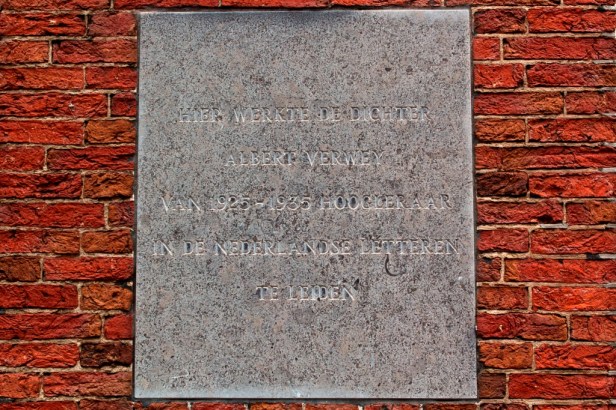 HIER WERKTE DE DICHTER
ALBERT VERWEY
VAN 1925-1935 HOOGLERAAR
IN DE NEDERLANDSE LETTEREN
TE LEIDEN